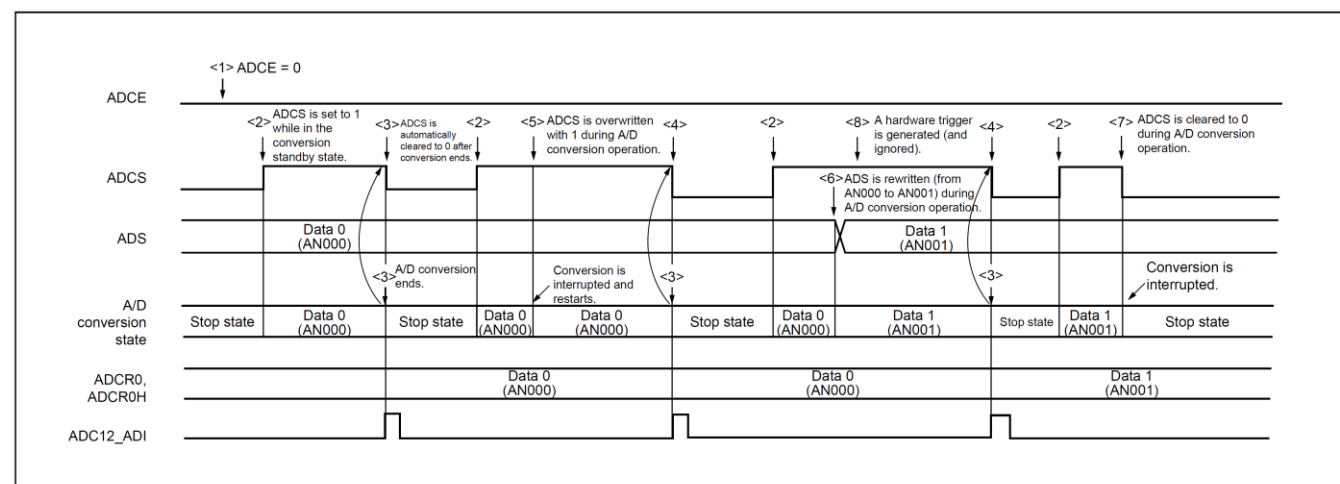 <1> ADCE = 0
ADCE
<2> ADCS is set to 1
while in the
conversion
standby state.
<3> ADCS is
automatically
cleared to 0 after
conversion ends.
<2>
<5> ADCS is overwritten
with 1 during A/D
conversion operation.
<4>
<2>
<8> A hardware trigger
is generated (and
ignored).
<4>
<2>
<7> ADCS is cleared to 0
during A/D conversion
operation.
ADCS
<6> ADS is rewritten (from
AN000 to AN001) during
A/D conversion operation.
ADS
Data 0
(AN000)
Data 1
(AN001)
<3> A/D conversion
ends.
Conversion is
interrupted and
restarts.
<3>
<3>
Conversion is
interrupted.
A/D
conversion
state
Stop state
Data 0
(AN000)
Stop state
Data 0
(AN000)
Data 0
(AN000)
Stop state
Data 0
(AN000)
Data 1
(AN001)
Stop state
Data 1
(AN001)
Stop state
ADCR0,
ADCR0H
Data 0
(AN000)
Data 0
(AN000)
Data 1
(AN001)
ADC12_ADI